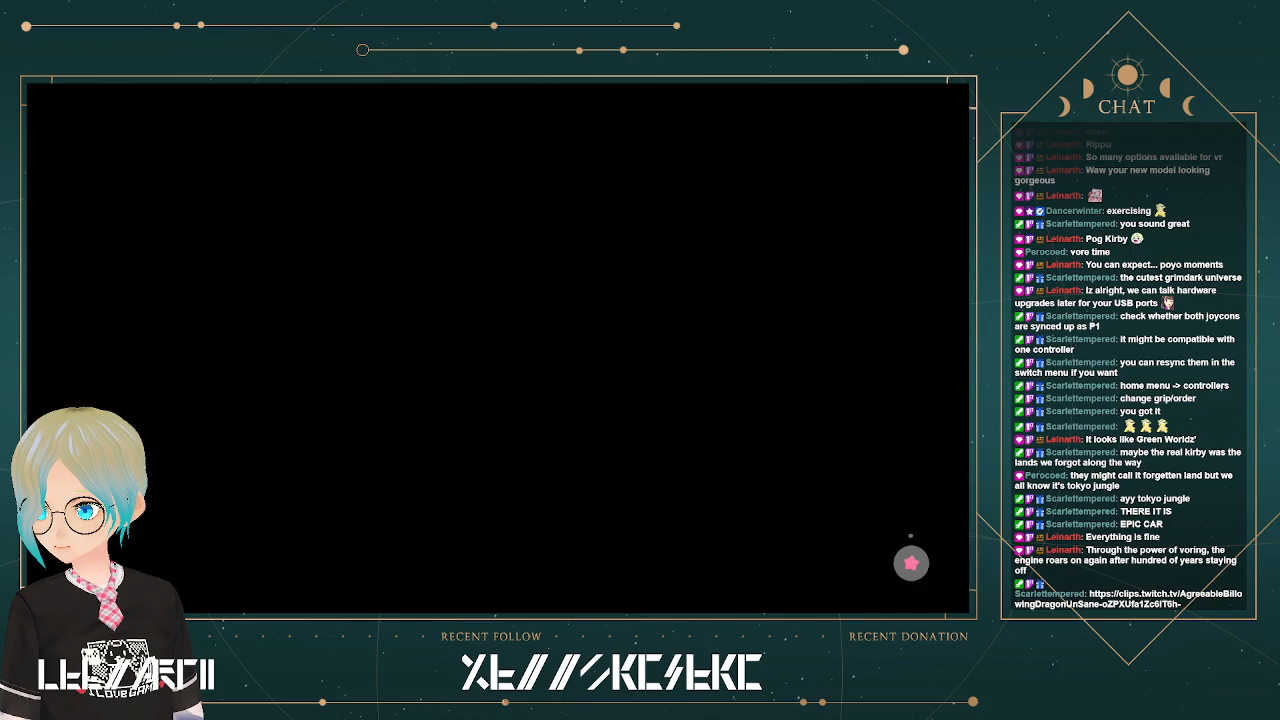 CHAT
Leinarth: Rippu
Leinarth: So many options available for vr
Leinarth: Waw your new model looking
gorgeous
Leinarth:
Dancerwinter: exercising
Scarlettempered: you sound great
Leinarth: Pog Kirby
Perocoed: vore time
Leinarth: You can expect... poyo moments
Scarlettempered: the cutest grimdark universe
Leinarth: Iz alright, we can talk hardware
upgrades later for your USB ports
Scarlettempered: check whether both joycons
are synced up as P1
Scarlettempered: It might be compatible with
one controller
Scarlettempered: you can resync them in the
switch menu if you want
Scarlettempered: home menu -> controllers
Scarlettempered: change grip/order
Scarlettempered: you got it
Scarlettempered:
Leinarth: It looks like Green Worldz'
Scarlettempered: maybe the real kirby was the
lands we forgot along the way
Perocoed: they might call it forgetten land but we
all know it's tokyo jungle
Scarlettempered: ayy tokyo jungle
Scarlettempered: THERE IT IS
Scarlettempered: EPIC CAR
Leinarth: Everything is fine
Leinarth: Through the power of voring, the
engine roars on again after hundred of years staying
off
Scarlettempered: https://clips.twitch.tv/AgreeableBillo
wingDragonUnSane-oZPXUfa1Zc6IT6h-
RECENT FOLLOW
RECENT DONATION